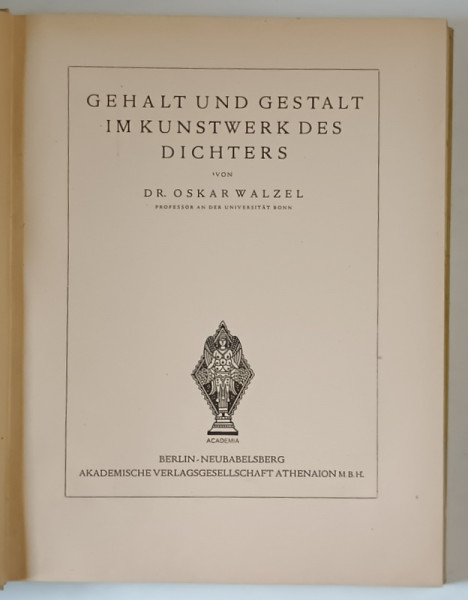 GEHALT UND GESTALT
IM KUNSTWERK DES
DICHTERS
VON
DR. OSKAR WALZEL
PROFESSOR AN DER UNIVERSITÄT BONN
ACADEMIA
BERLIN-NEUBABELSBERG
AKADEMISCHE VERLAGSGESELLSCHAFT ATHENAION M.B.H.